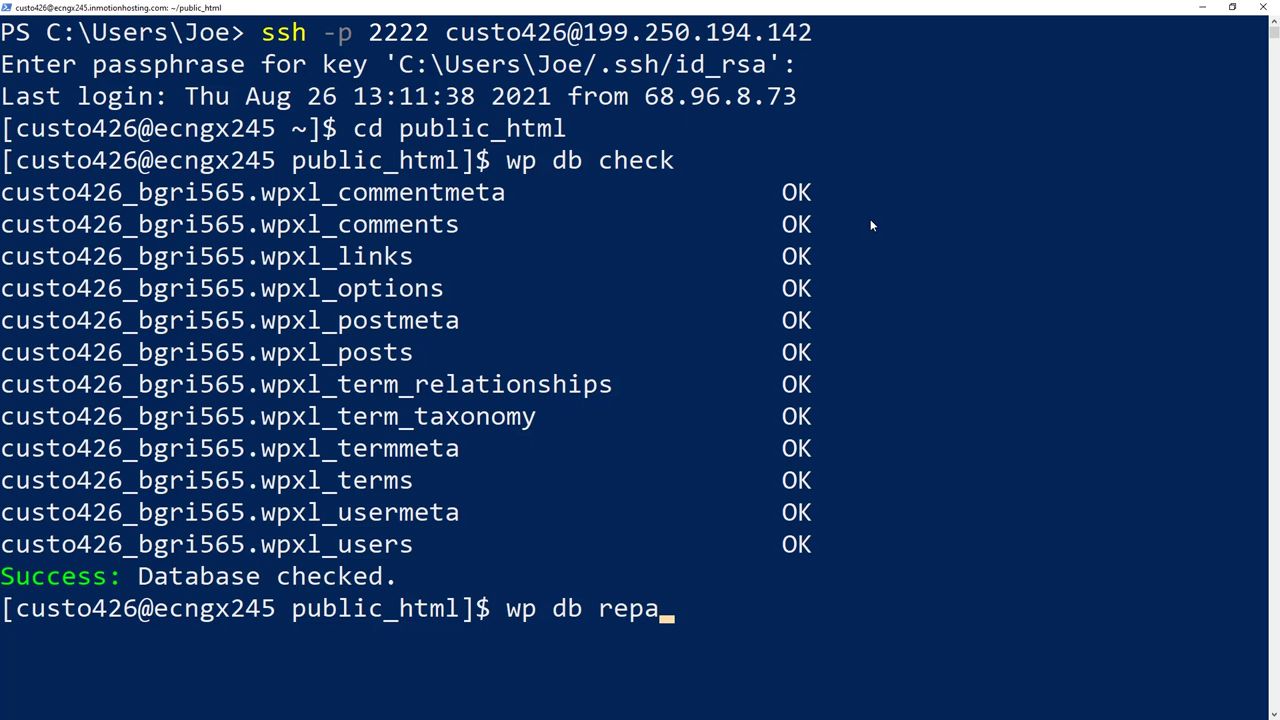 custo426@ecngx245.inmotionhosting.com: ~/public_html
PS C:\Users\Joe> ssh -p 2222 custo426@199.250.194.142
Enter passphrase for key 'C:\Users\Joe/.ssh/id_rsa':
Last login: Thu Aug 26 13:11:38 2021 from 68.96.8.73
[custo426@ecngx245 ~]$ cd public_html
[custo426@ecngx245 public_html]$ wp db check
custo426_bgri565.wpxl_commentmeta OK
custo426_bgri565.wpxl_comments OK
custo426_bgri565.wpxl_links OK
custo426_bgri565.wpxl_options OK
custo426_bgri565.wpxl_postmeta OK
custo426_bgri565.wpxl_posts OK
custo426_bgri565.wpxl_term_relationships OK
custo426_bgri565.wpxl_term_taxonomy OK
custo426_bgri565.wpxl_termmeta OK
custo426_bgri565.wpxl_terms OK
custo426_bgri565.wpxl_usermeta OK
custo426_bgri565.wpxl_users OK
Success: Database checked.
[custo426@ecngx245 public_html]$ wp db repa